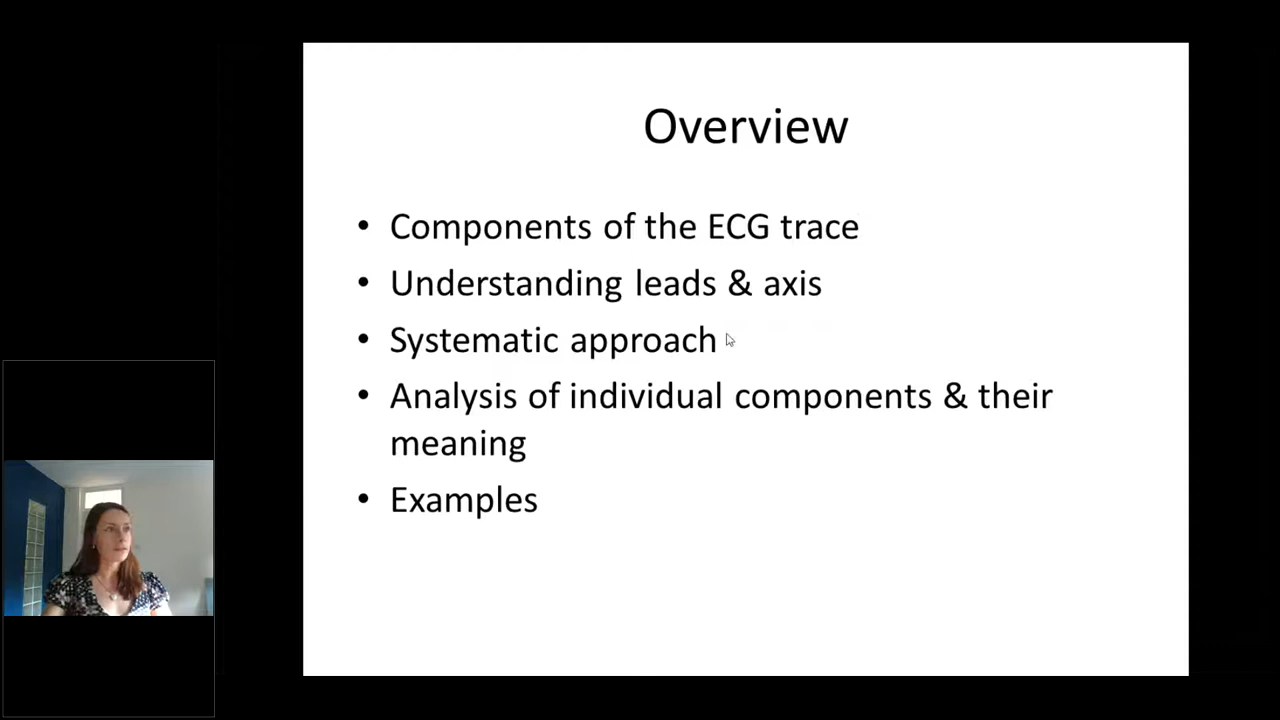 Overview
• Components of the ECG trace
• Understanding leads & axis
• Systematic approach
• Analysis of individual components & their
meaning
• Examples